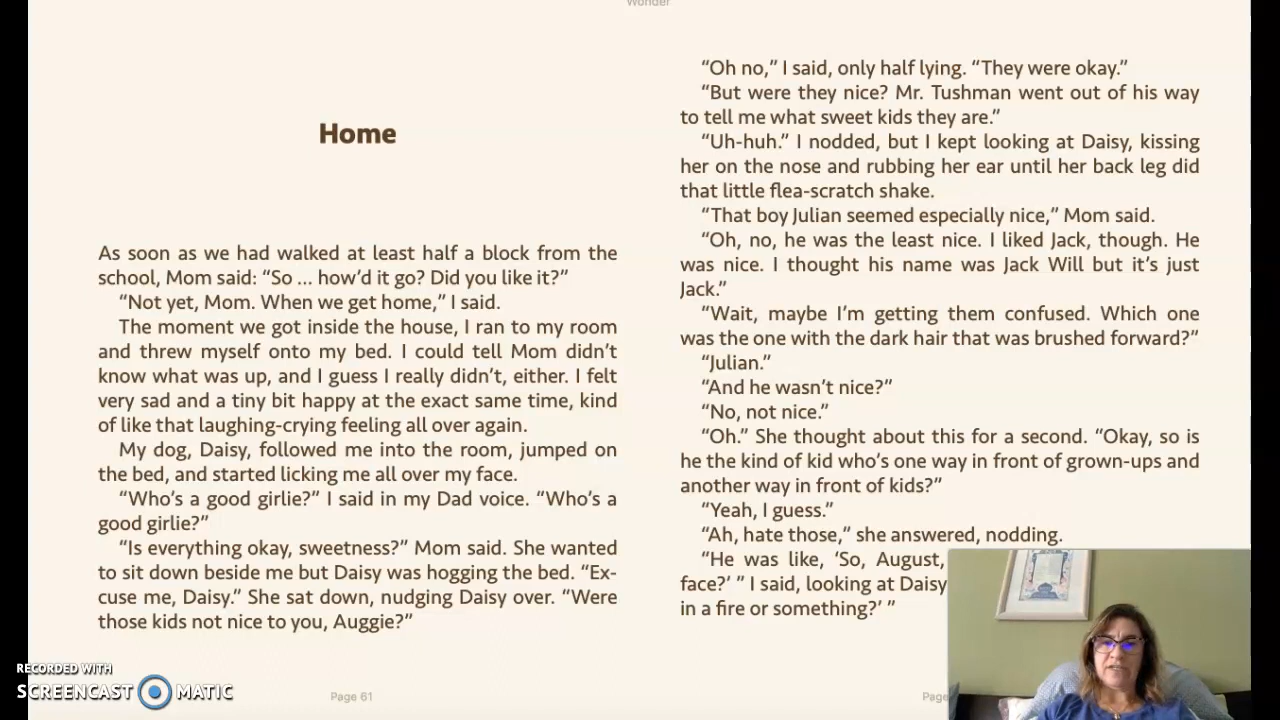 Wonder
Home
As soon as we had walked at least half a block from the
school, Mom said: “So ... how’d it go? Did you like it?”
“Not yet, Mom. When we get home,” I said.
The moment we got inside the house, I ran to my room
and threw myself onto my bed. I could tell Mom didn’t
know what was up, and I guess I really didn’t, either. I felt
very sad and a tiny bit happy at the exact same time, kind
of like that laughing-crying feeling all over again.
My dog, Daisy, followed me into the room, jumped on
the bed, and started licking me all over my face.
“Who’s a good girlie?” I said in my Dad voice. “Who’s a
good girlie?”
“Is everything okay, sweetness?” Mom said. She wanted
to sit down beside me but Daisy was hogging the bed. “Ex-
cuse me, Daisy.” She sat down, nudging Daisy over. “Were
those kids not nice to you, Auggie?”
Page 61
“Oh no,” I said, only half lying. “They were okay.”
“But were they nice? Mr. Tushman went out of his way
to tell me what sweet kids they are.”
“Uh-huh.” I nodded, but I kept looking at Daisy, kissing
her on the nose and rubbing her ear until her back leg did
that little flea-scratch shake.
“That boy Julian seemed especially nice,” Mom said.
“Oh, no, he was the least nice. I liked Jack, though. He
was nice. I thought his name was Jack Will but it’s just
Jack.”
“Wait, maybe I’m getting them confused. Which one
was the one with the dark hair that was brushed forward?”
“Julian.”
“And he wasn’t nice?”
“No, not nice.”
“Oh.” She thought about this for a second. “Okay, so is
he the kind of kid who’s one way in front of grown-ups and
another way in front of kids?”
“Yeah, I guess.”
“Ah, hate those,” she answered, nodding.
“He was like, ‘So, August,
face?’ ” I said, looking at Daisy
in a fire or something?’ ”
RECORDED WITH
SCREENCAST MATIC